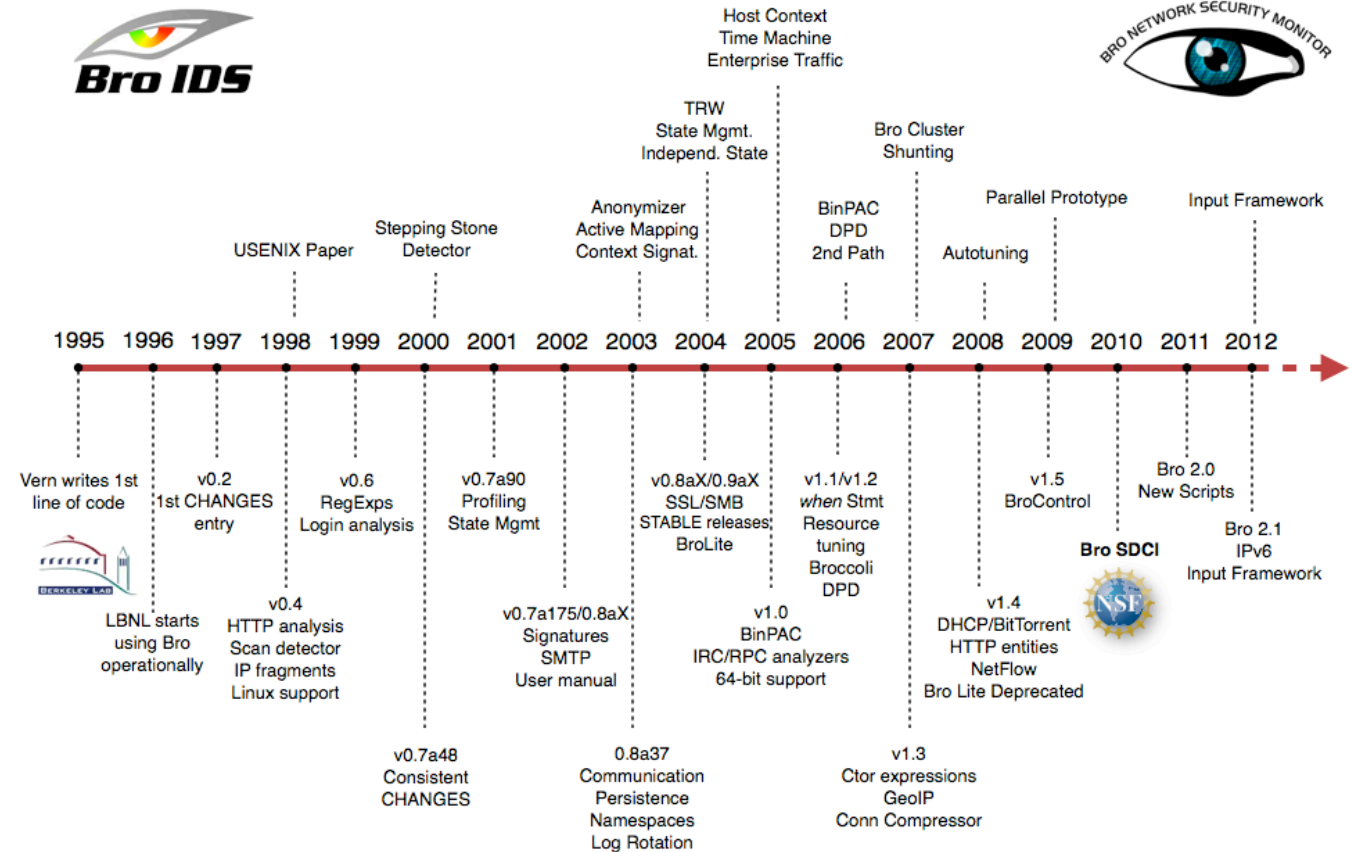 Bro IDS
BRO NETWORK SECURITY MONITOR
Host Context
Time Machine
Enterprise Traffic
TRW
State Mgmt.
Independ. State
Bro Cluster
Shunting
Anonymizer
Active Mapping
Context Signat.
BinPAC
DPD
2nd Path
Parallel Prototype
Input Framework
Stepping Stone
Detector
USENIX Paper
Autotuning
1995 1996 1997 1998 1999 2000 2001 2002 2003 2004 2005 2006 2007 2008 2009 2010 2011 2012
Vern writes 1st
line of code
BERKELEY LAB
LBNL starts
using Bro
operationally
v0.2
1st CHANGES
entry
v0.4
HTTP analysis
Scan detector
IP fragments
Linux support
v0.6
RegExps
Login analysis
v0.7a48
Consistent
CHANGES
v0.7a90
Profiling
State Mgmt
v0.7a175/0.8aX
Signatures
SMTP
User manual
0.8a37
Communication
Persistence
Namespaces
Log Rotation
v0.8aX/0.9aX
SSL/SMB
STABLE releases
BroLite
v1.0
BinPAC
IRC/RPC analyzers
64-bit support
v1.1/v1.2
when Stmt
Resource
tuning
Broccoli
DPD
v1.3
Ctor expressions
GeoIP
Conn Compressor
v1.4
DHCP/BitTorrent
HTTP entities
NetFlow
Bro Lite Deprecated
v1.5
BroControl
Bro SDCI
NSF
Bro 2.0
New Scripts
Bro 2.1
IPv6
Input Framework